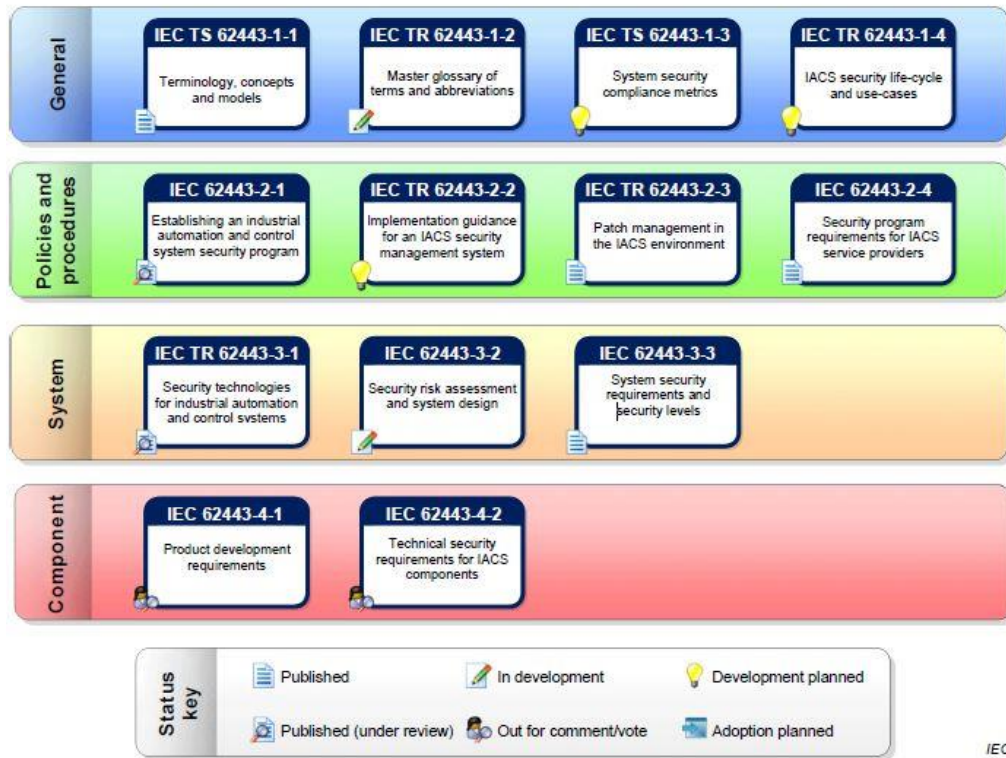 General
IEC TS 62443-1-1
Terminology, concepts
and models
IEC TR 62443-1-2
Master glossary of
terms and abbreviations
IEC TS 62443-1-3
System security
compliance metrics
IEC TR 62443-1-4
IACS security life-cycle
and use-cases
Policies and
procedures
IEC 62443-2-1
Establishing an industrial
automation and control
system security program
IEC TR 62443-2-2
Implementation guidance
for an IACS security
management system
IEC TR 62443-2-3
Patch management in
the IACS environment
IEC 62443-2-4
Security program
requirements for IACS
service providers
System
IEC TR 62443-3-1
Security technologies
for industrial automation
and control systems
IEC 62443-3-2
Security risk assessment
and system design
IEC 62443-3-3
System security
requirements and
security levels
Component
IEC 62443-4-1
Product development
requirements
IEC 62443-4-2
Technical security
requirements for IACS
components
Status
key
Published
In development
Development planned
Published (under review)
Out for comment/vote
Adoption planned
IEC